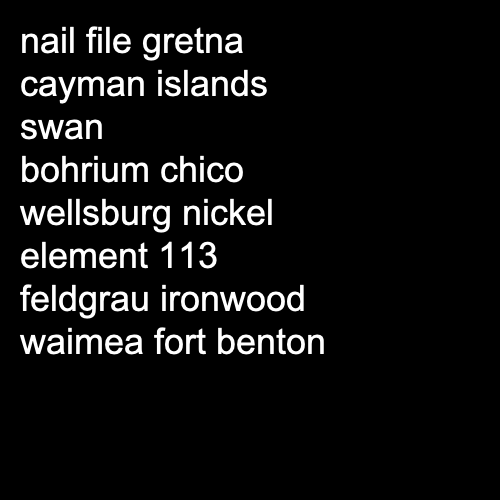 nail file gretna
cayman islands
swan
bohrium chico
wellsburg nickel
element 113
feldgrau ironwood
waimea fort benton